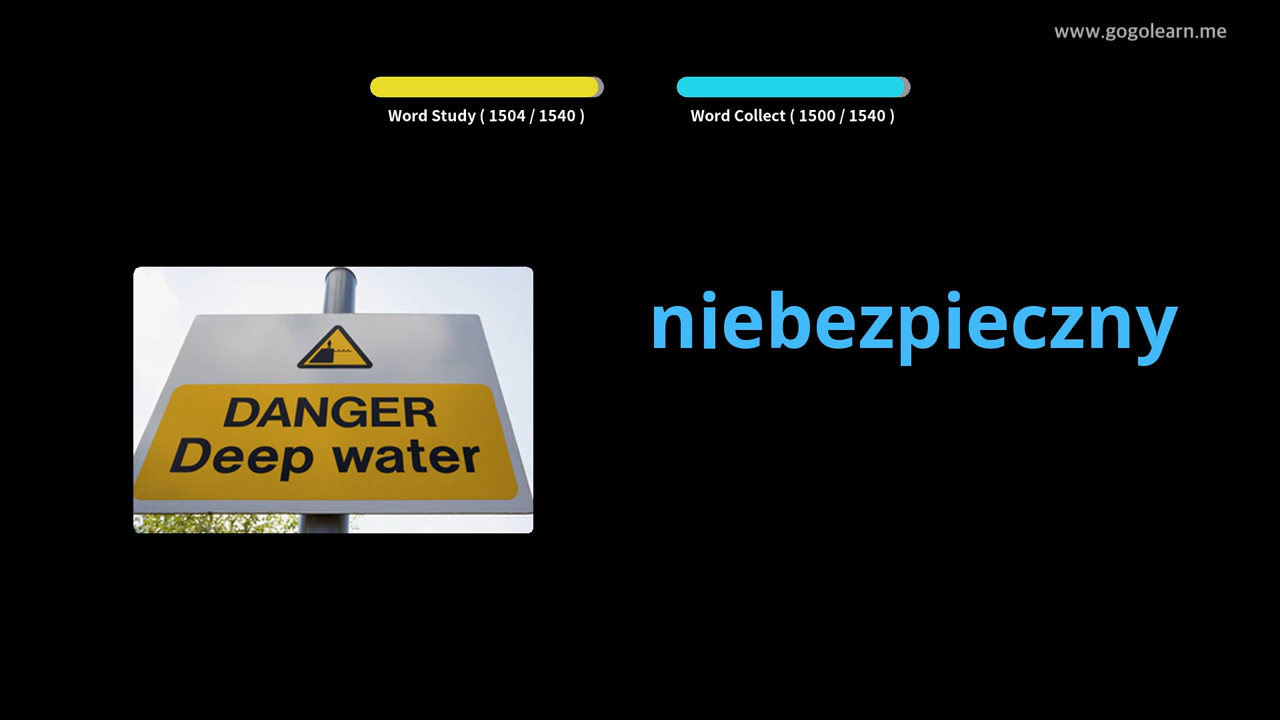 www.gogolearn.me
Word Study ( 1504 / 1540 )
Word Collect ( 1500 / 1540 )
niebezpieczny
DANGER
Deep water